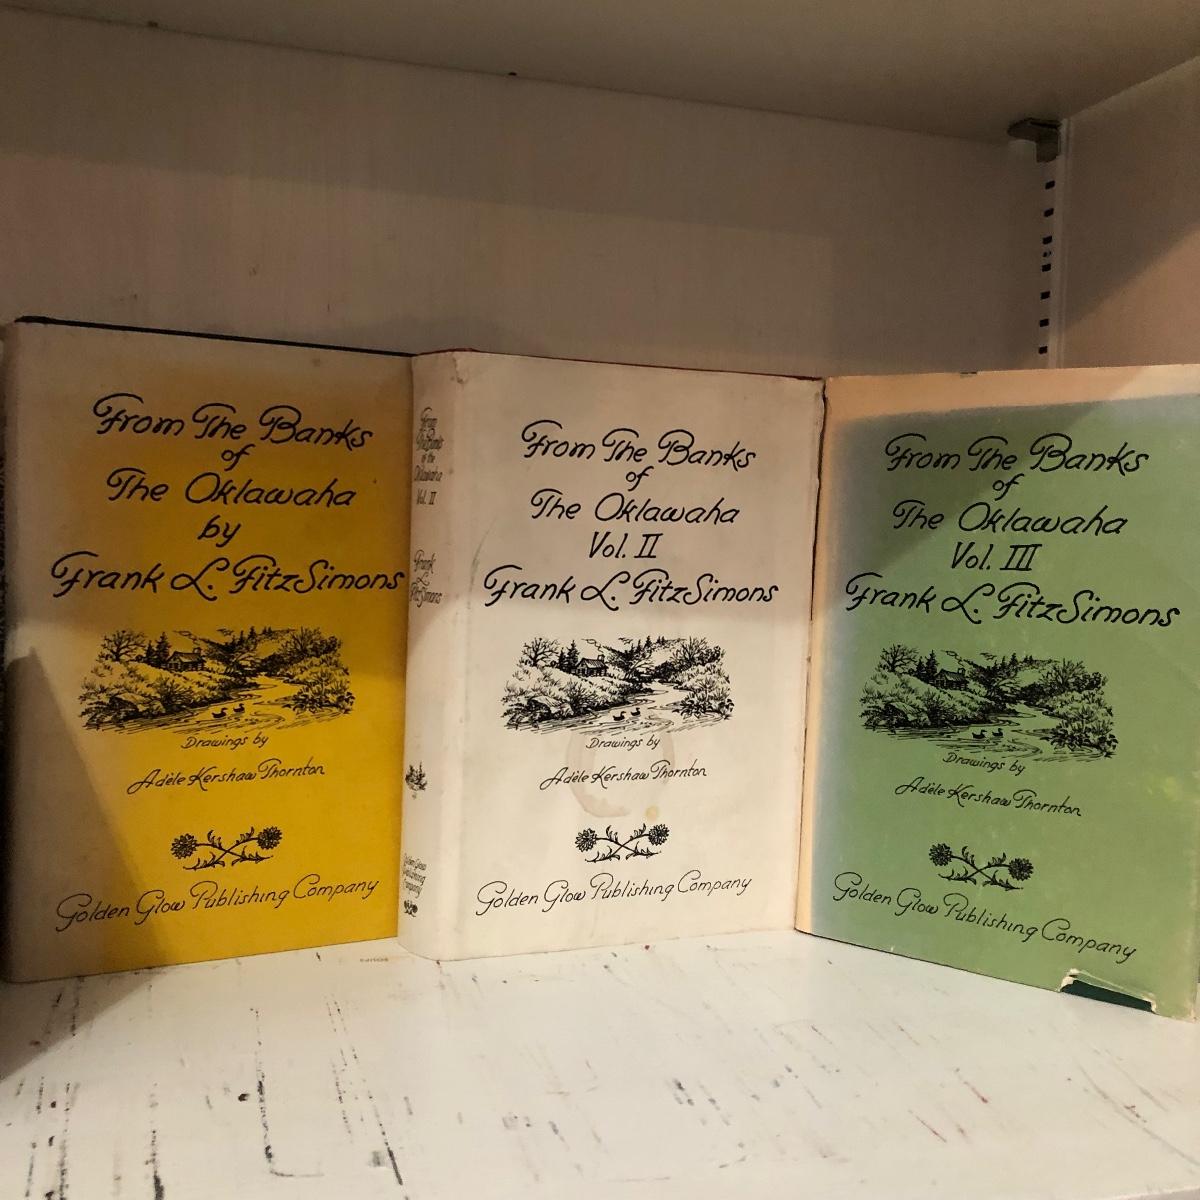 From The Banks
of
The Oklawaha
by
Frank L. FitzSimons
Drawings by
Adèle Kershaw Thornton
Golden Glow Publishing Company
From
The Banks
of the
Oklawaha
Vol. II
Frank
L.
FitzSimons
Golden Glow
Publishing
Company
From The Banks
of
The Oklawaha
Vol. II
Frank L. FitzSimons
Drawings by
Adèle Kershaw Thornton
Golden Glow Publishing Company
From The Banks
of
The Oklawaha
Vol. III
Frank L. FitzSimons
Drawings by
Adèle Kershaw Thornton
Golden Glow Publishing Company